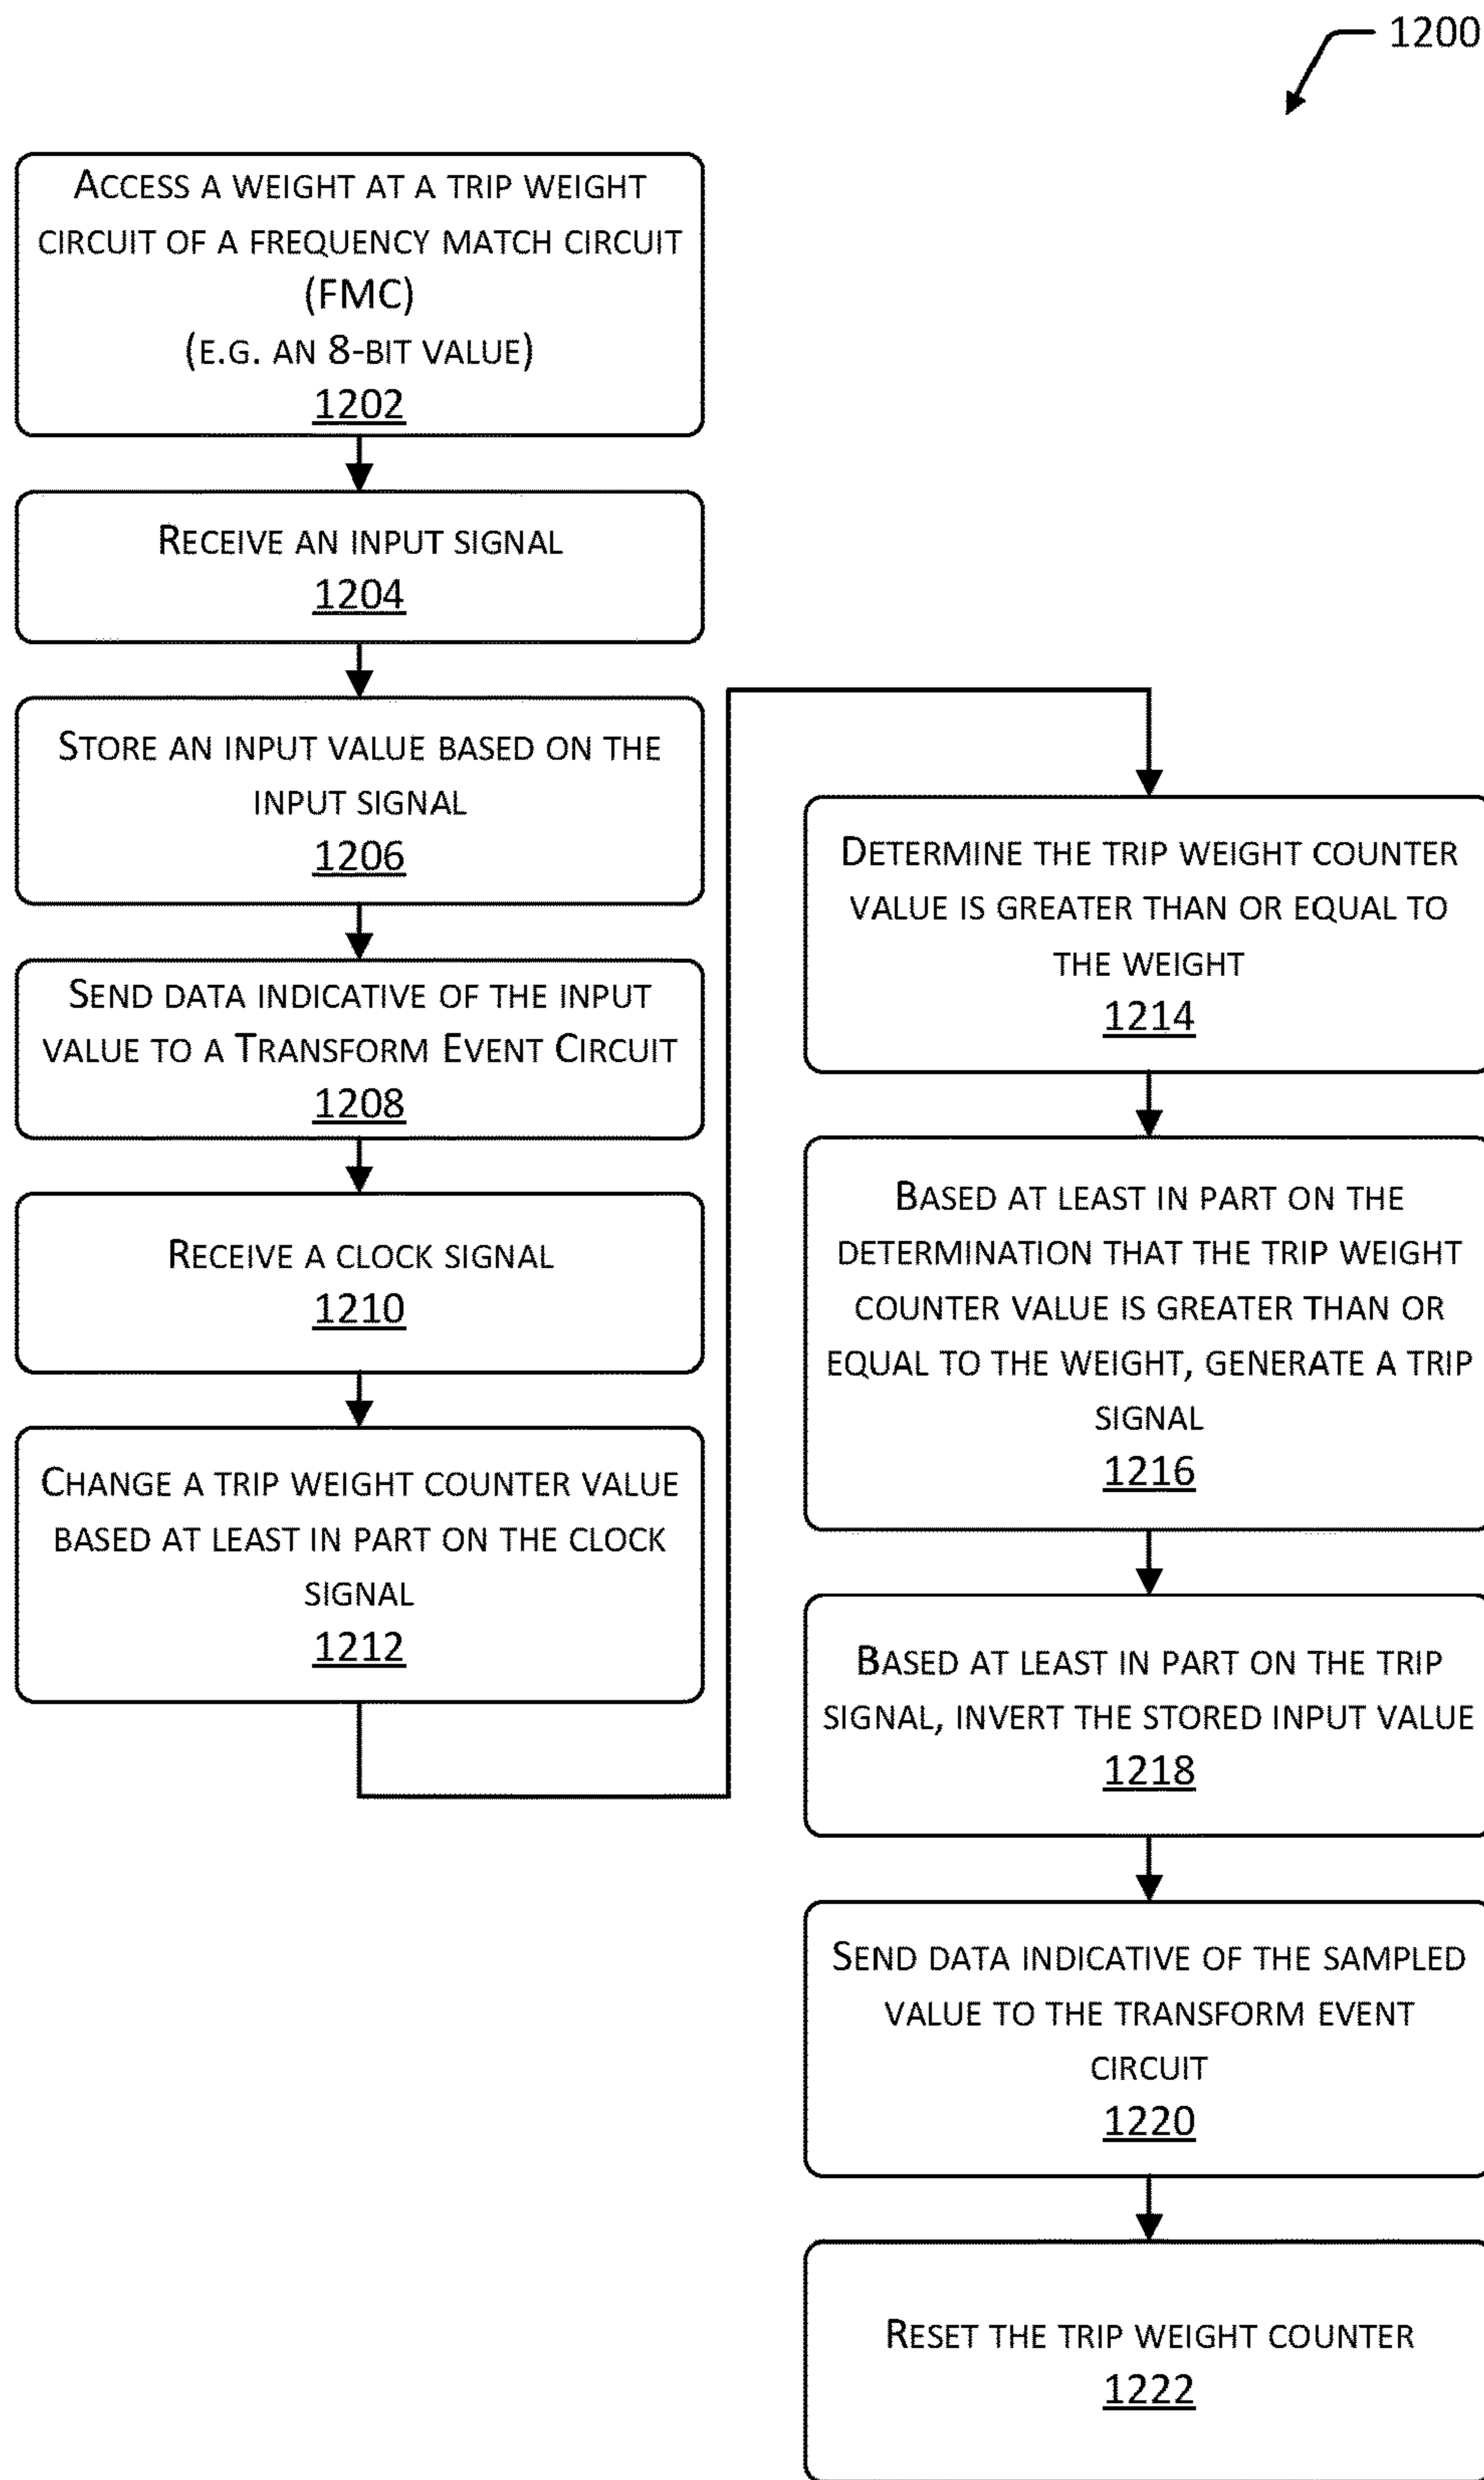 1200
ACCESS A WEIGHT AT A TRIP WEIGHT
CIRCUIT OF A FREQUENCY MATCH CIRCUIT
(FMC)
(E.G. AN 8-BIT VALUE)
1202
RECEIVE AN INPUT SIGNAL
1204
STORE AN INPUT VALUE BASED ON THE
INPUT SIGNAL
1206
SEND DATA INDICATIVE OF THE INPUT
VALUE TO A TRANSFORM EVENT CIRCUIT
1208
RECEIVE A CLOCK SIGNAL
1210
CHANGE A TRIP WEIGHT COUNTER VALUE
BASED AT LEAST IN PART ON THE CLOCK
SIGNAL
1212
DETERMINE THE TRIP WEIGHT COUNTER
VALUE IS GREATER THAN OR EQUAL TO
THE WEIGHT
1214
BASED AT LEAST IN PART ON THE
DETERMINATION THAT THE TRIP WEIGHT
COUNTER VALUE IS GREATER THAN OR
EQUAL TO THE WEIGHT, GENERATE A TRIP
SIGNAL
1216
BASED AT LEAST IN PART ON THE TRIP
SIGNAL, INVERT THE STORED INPUT VALUE
1218
SEND DATA INDICATIVE OF THE SAMPLED
VALUE TO THE TRANSFORM EVENT
CIRCUIT
1220
RESET THE TRIP WEIGHT COUNTER
1222